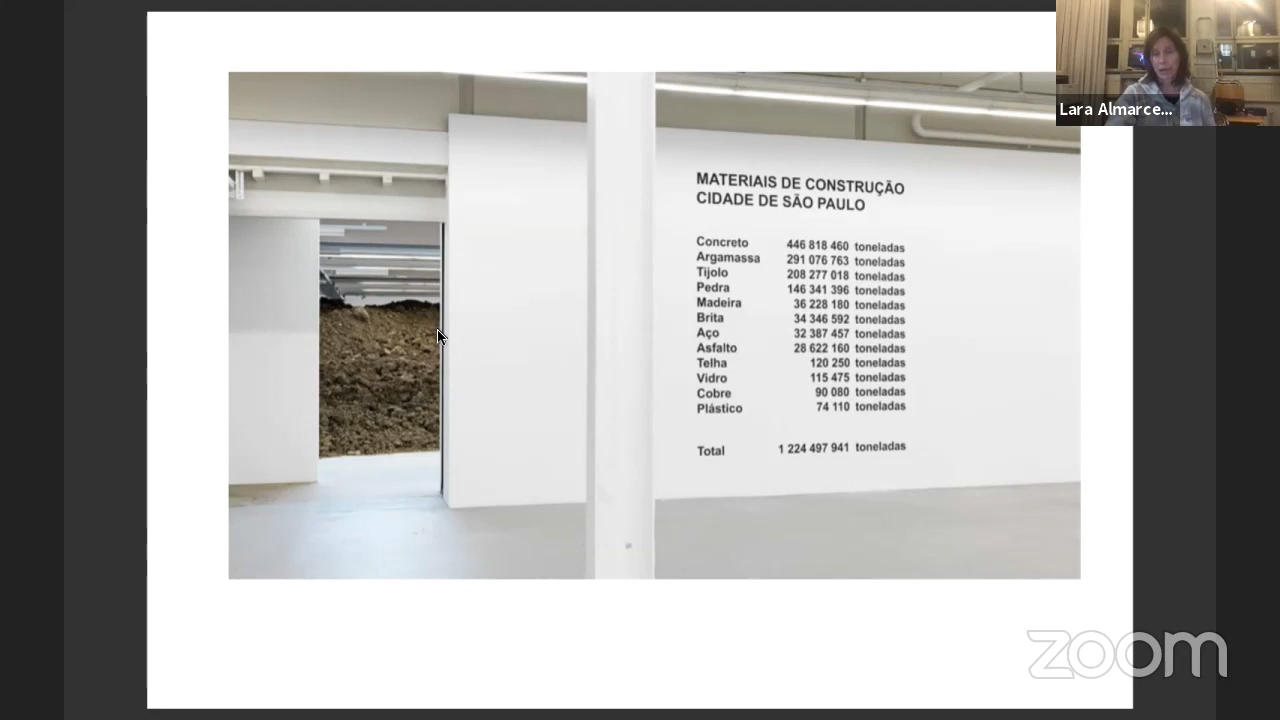 Lara Almarce...
MATERIAIS DE CONSTRUÇÃO
CIDADE DE SÃO PAULO
Concreto 446 818 460 toneladas
Argamassa 291 076 763 toneladas
Tijolo 208 277 018 toneladas
Pedra 146 341 396 toneladas
Madeira 36 228 180 toneladas
Brita 34 346 592 toneladas
Aço 32 387 457 toneladas
Asfalto 28 622 160 toneladas
Telha 120 250 toneladas
Vidro 115 475 toneladas
Cobre 90 080 toneladas
Plástico 74 110 toneladas
Total 1 224 497 941 toneladas
zoom